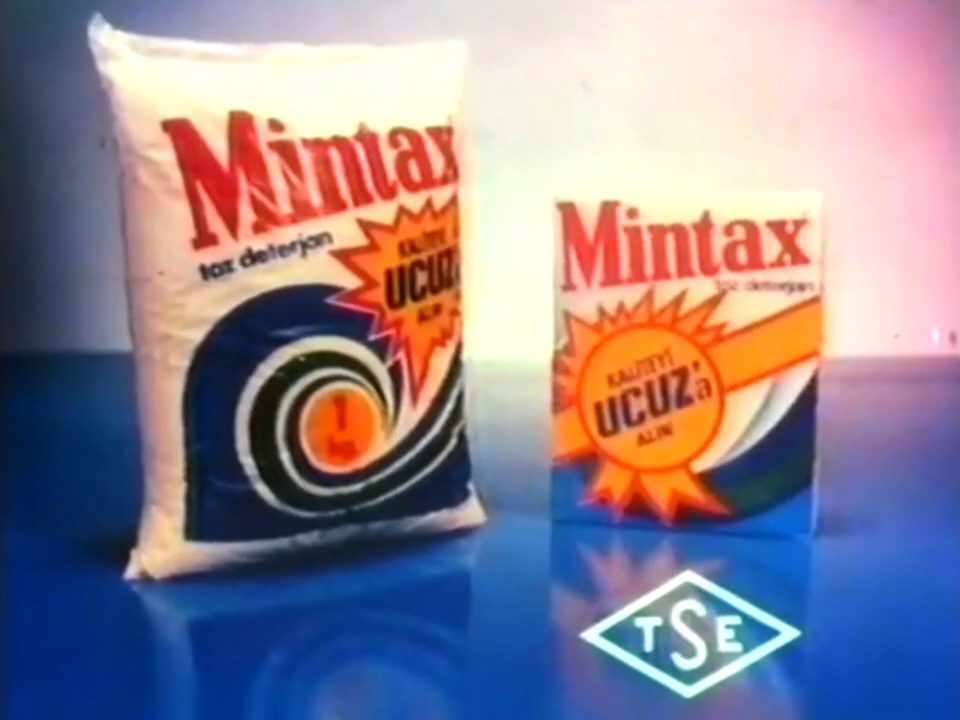 Mintax
toz deterjan
KALİTEYİ
UCUZ'a
ALIN
1
kg.
Mintax
toz deterjan
KALİTEYİ
UCUZ'a
ALIN
TSE